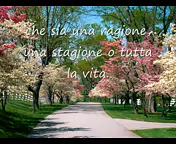 che sia una ragione,
una stagione o tutta
la vita.